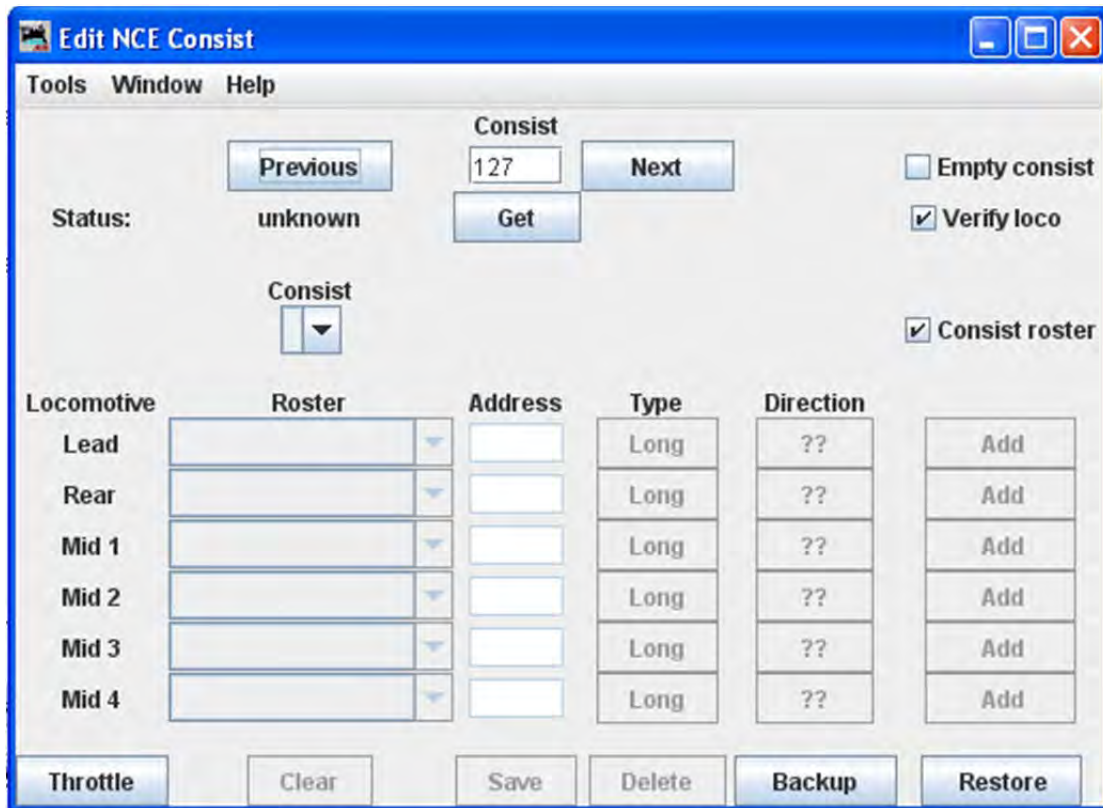 Edit NCE Consist
Tools Window Help
Consist
Previous 127 Next Empty consist
Status: unknown Get Verify loco
Consist
Consist roster
Locomotive Roster Address Type Direction
Lead Long ?? Add
Rear Long ?? Add
Mid 1 Long ?? Add
Mid 2 Long ?? Add
Mid 3 Long ?? Add
Mid 4 Long ?? Add
Throttle Clear Save Delete Backup Restore